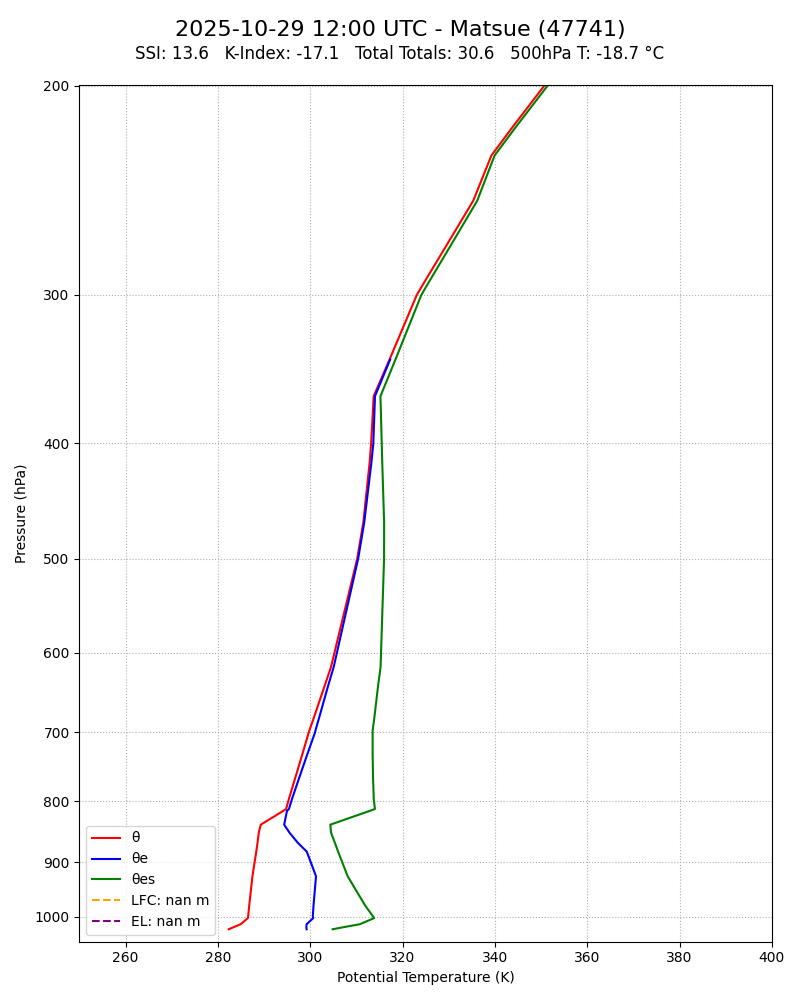 2025-10-29 12:00 UTC - Matsue (47741)
SSI: 13.6   K-Index: -17.1   Total Totals: 30.6   500hPa T: -18.7 °C
200
300
400
500
600
700
800
900
1000
Pressure (hPa)
θ
θe
θes
LFC: nan m
EL: nan m
260 280 300 320 340 360 380 400
Potential Temperature (K)